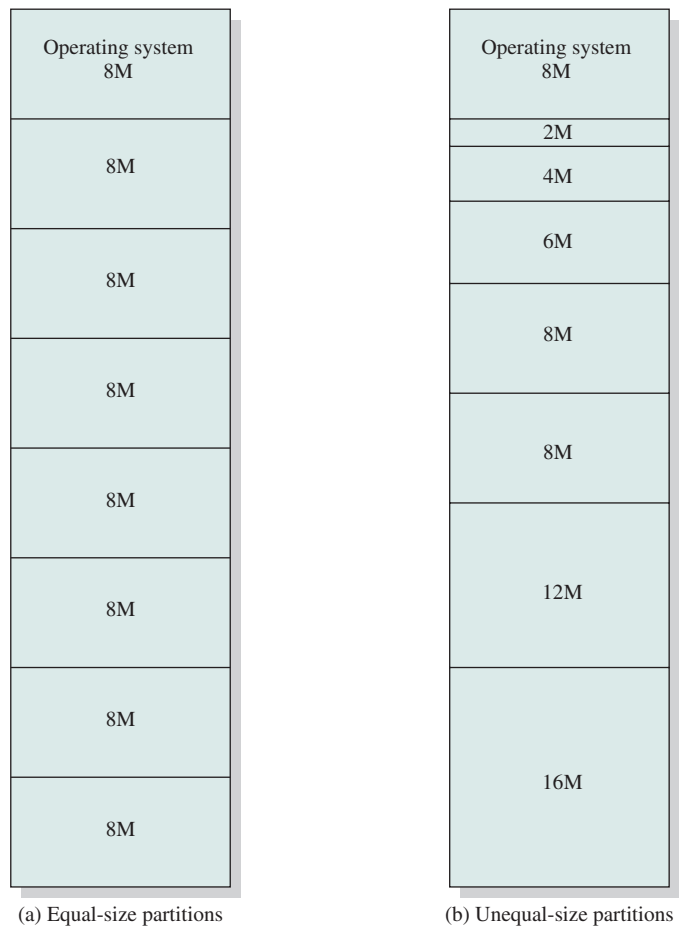 Operating system
8M
8M
8M
8M
8M
8M
8M
8M
(a) Equal-size partitions
Operating system
8M
2M
4M
6M
8M
8M
12M
16M
(b) Unequal-size partitions